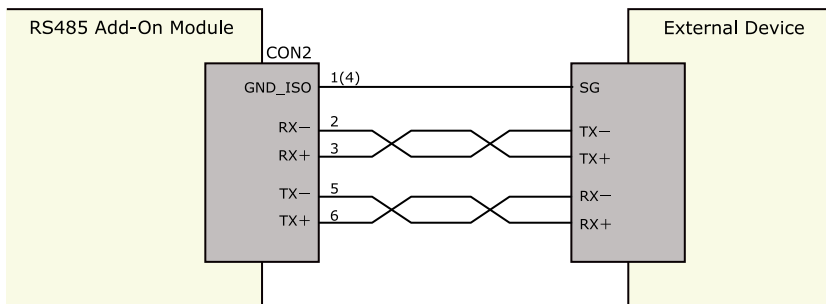 RS485 Add-On Module
External Device
CON2
GND_ISO 1(4) SG
RX− 2 TX−
RX+ 3 TX+
TX− 5 RX−
TX+ 6 RX+